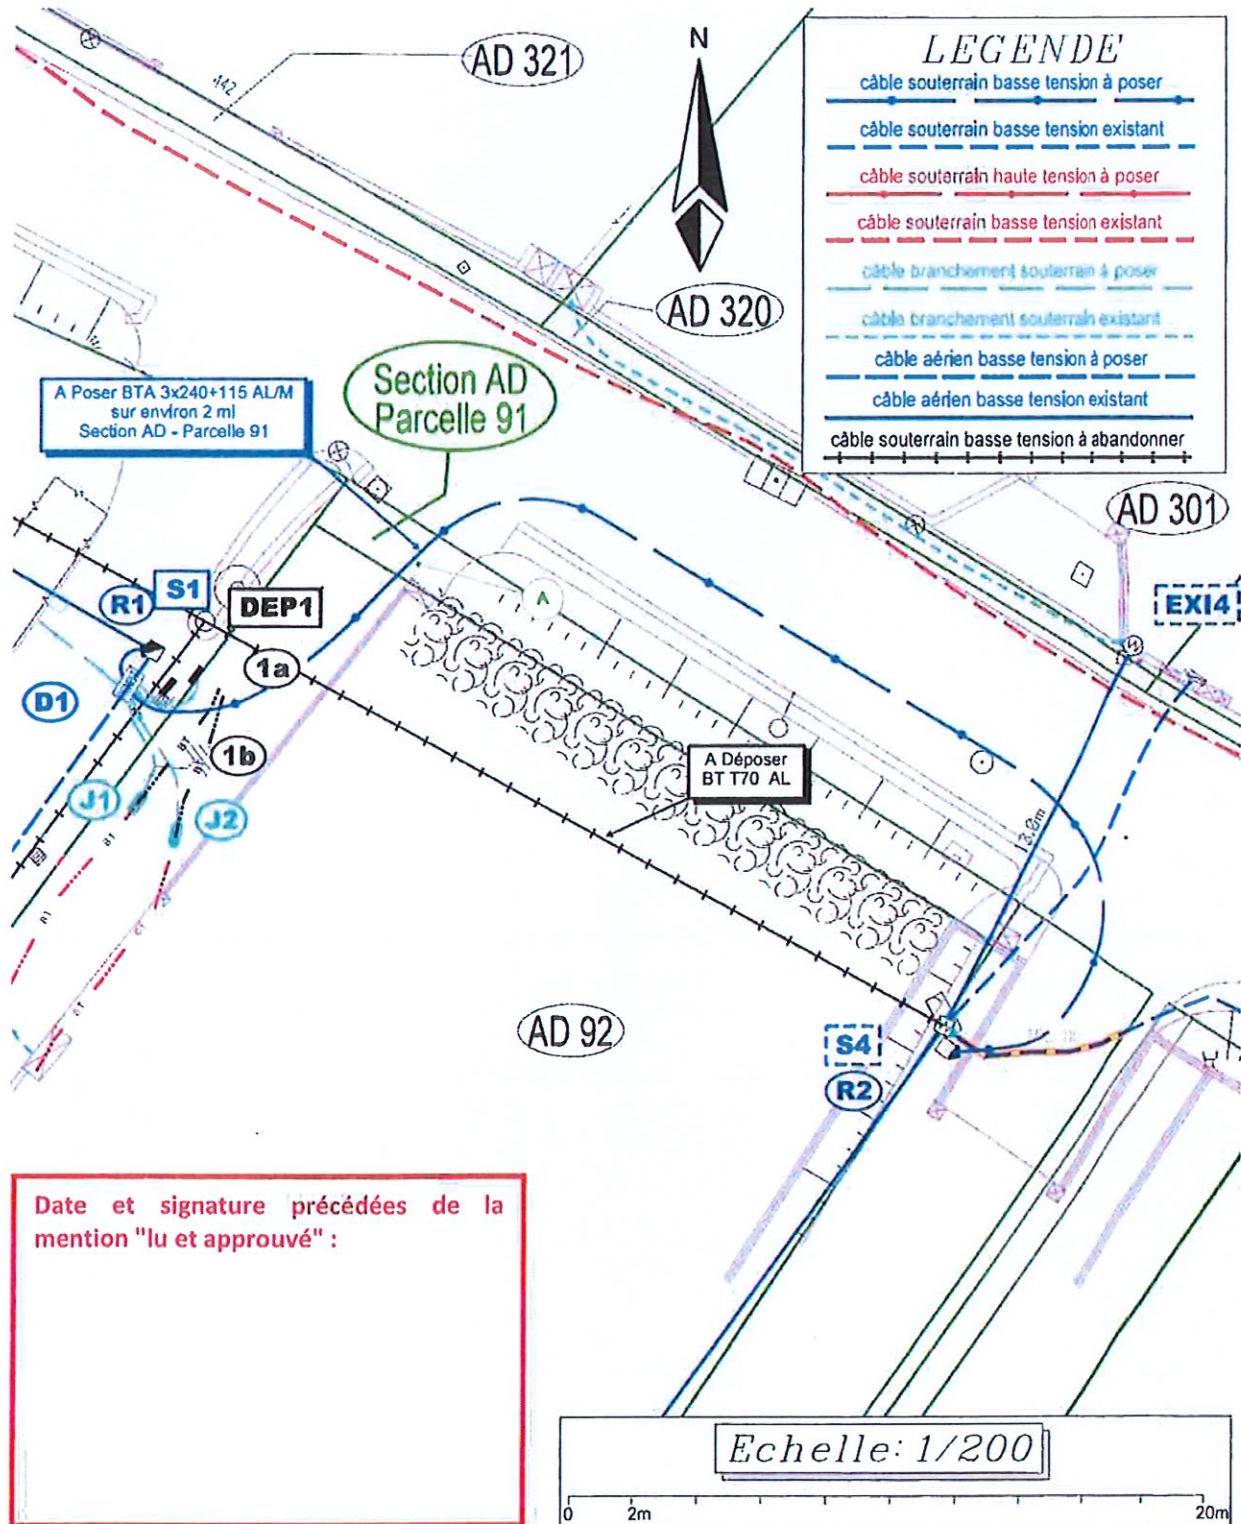 AD 321
442
N
LEGENDE
câble souterrain basse tension à poser
câble souterrain basse tension existant
câble souterrain haute tension à poser
câble souterrain basse tension existant
câble branchement souterrain à poser
câble branchement souterrain existant
câble aérien basse tension à poser
câble aérien basse tension existant
câble souterrain basse tension à abandonner
AD 320
Section AD
Parcelle 91
A Poser BTA 3x240+115 AL/M
sur environ 2 ml
Section AD - Parcelle 91
AD 301
EXI4
R1
S1
DEP1
A
1a
D1
1b
J1
J2
BT
BT
BT
A Déposer
BT T70 AL
13.0m
AD 92
S4
R2
Date et signature précédées de la
mention "lu et approuvé" :
Echelle: 1/200
0
2m
20m